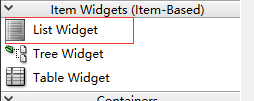 Item Widgets (Item-Based)
List Widget
Tree Widget
Table Widget
Containers